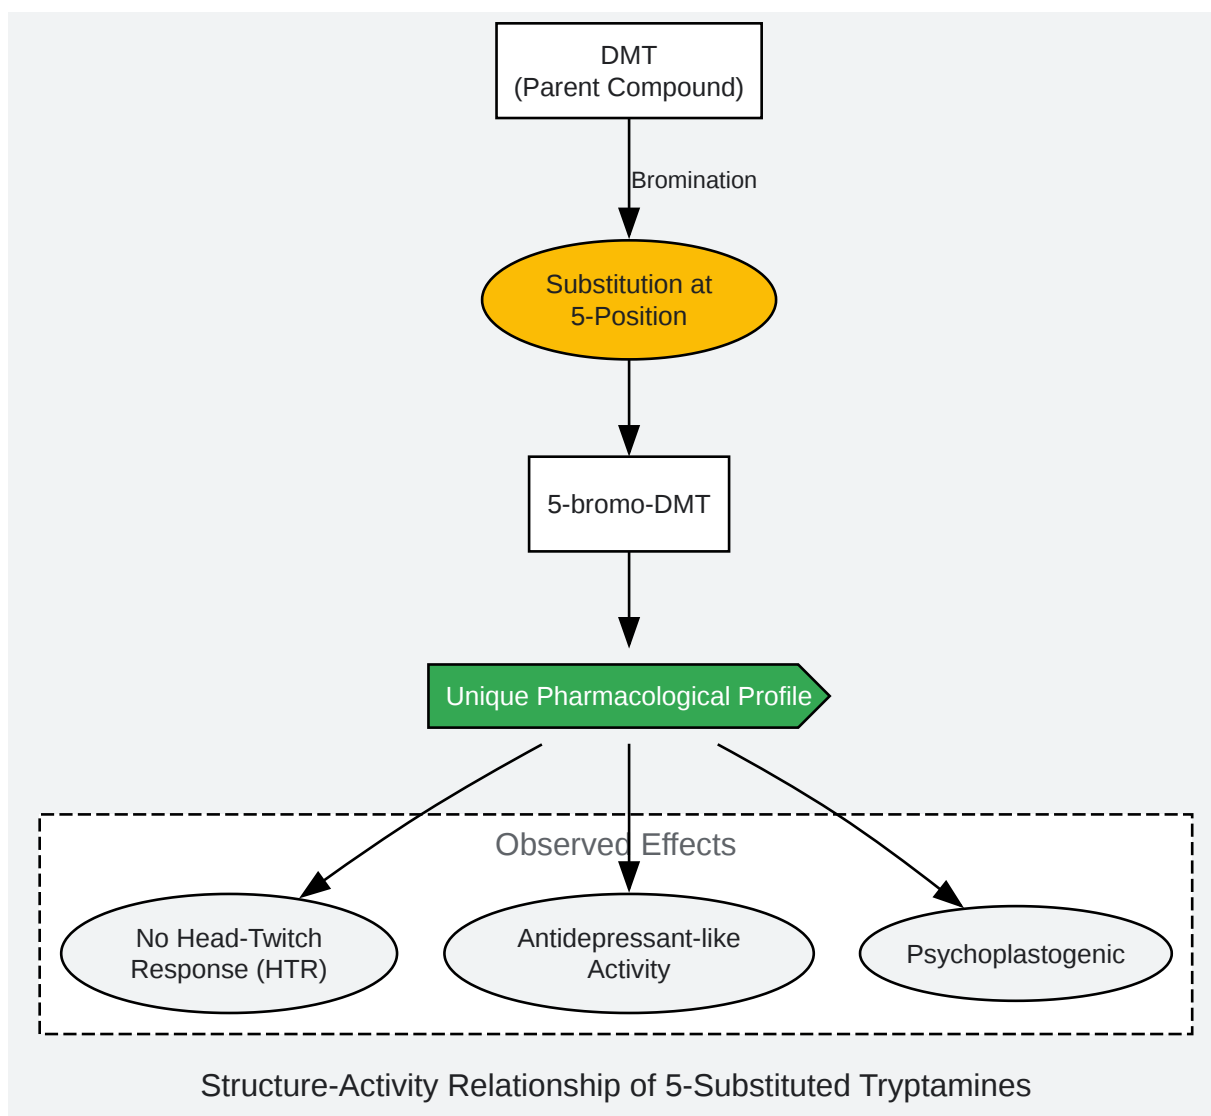 DMT
(Parent Compound)
Bromination
Substitution at
5-Position
5-bromo-DMT
Unique Pharmacological Profile
Observed Effects
No Head-Twitch
Response (HTR)
Antidepressant-like
Activity
Psychoplastogenic
Structure-Activity Relationship of 5-Substituted Tryptamines